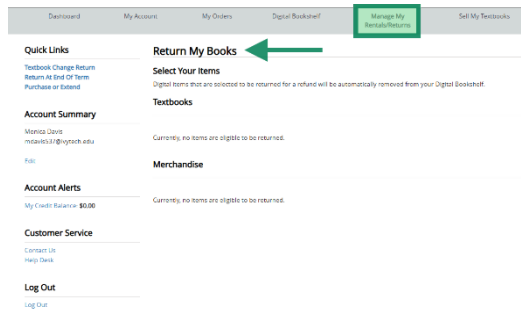 Dashboard My Account My Orders Digital Bookshelf Manage My Sell My Textbooks
Rentals/Returns
Quick Links
Textbook Change Return
Return At End Of Term
Purchase or Extend
Account Summary
Monica Davis
mdavis537@ivytech.edu
Edit
Account Alerts
My Credit Balance: $0.00
Customer Service
Contact Us
Help Desk
Log Out
Log Out
Return My Books
Select Your Items
Digital items that are selected to be returned for a refund will be automatically removed from your Digital Bookshelf.
Textbooks
Currently, no items are eligible to be returned.
Merchandise
Currently, no items are eligible to be returned.